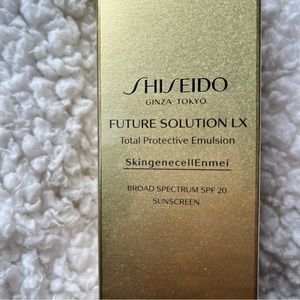 SHISEIDO
GINZA TOKYO
FUTURE SOLUTION LX
Total Protective Emulsion
SkingenecellEnmei
BROAD SPECTRUM SPF 20
SUNSCREEN